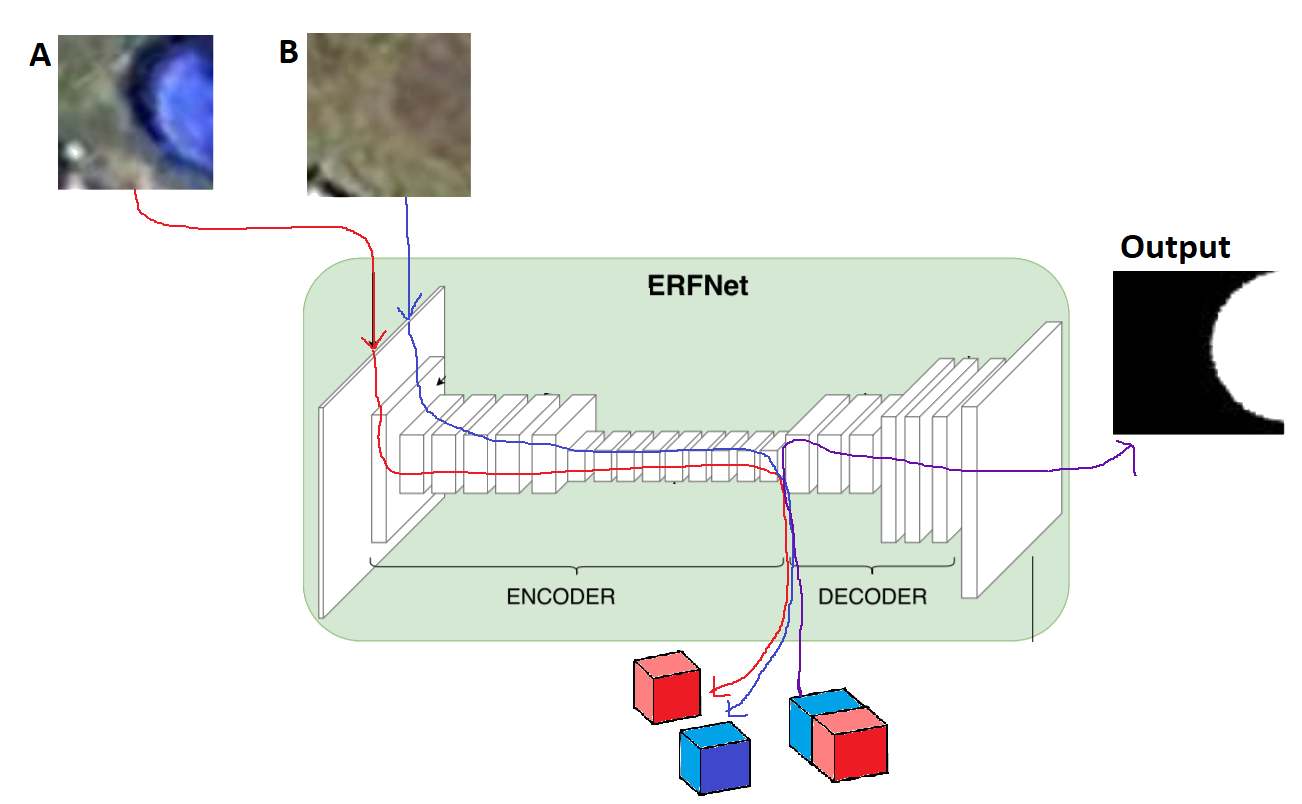 A
B
Output
ERFNet
ENCODER
DECODER